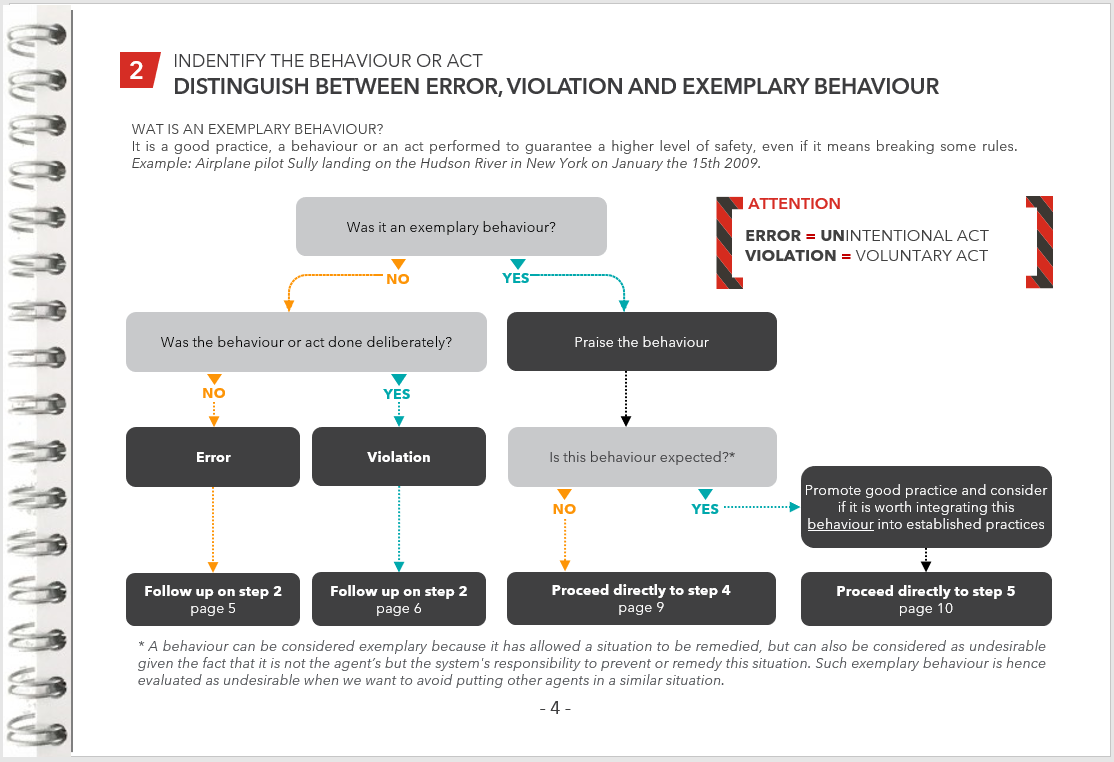 2
INDENTIFY THE BEHAVIOUR OR ACT
DISTINGUISH BETWEEN ERROR, VIOLATION AND EXEMPLARY BEHAVIOUR
WAT IS AN EXEMPLARY BEHAVIOUR?
It is a good practice, a behaviour or an act performed to guarantee a higher level of safety, even if it means breaking some rules.
Example: Airplane pilot Sully landing on the Hudson River in New York on January the 15th 2009.
ATTENTION
ERROR = UNINTENTIONAL ACT
VIOLATION = VOLUNTARY ACT
Was it an exemplary behaviour?
NO
YES
Was the behaviour or act done deliberately?
Praise the behaviour
NO
YES
Error
Violation
Is this behaviour expected?*
NO
YES
Promote good practice and consider
if it is worth integrating this
behaviour into established practices
Follow up on step 2
page 5
Follow up on step 2
page 6
Proceed directly to step 4
page 9
Proceed directly to step 5
page 10
* A behaviour can be considered exemplary because it has allowed a situation to be remedied, but can also be considered as undesirable
given the fact that it is not the agent's but the system's responsibility to prevent or remedy this situation. Such exemplary behaviour is hence
evaluated as undesirable when we want to avoid putting other agents in a similar situation.
- 4 -